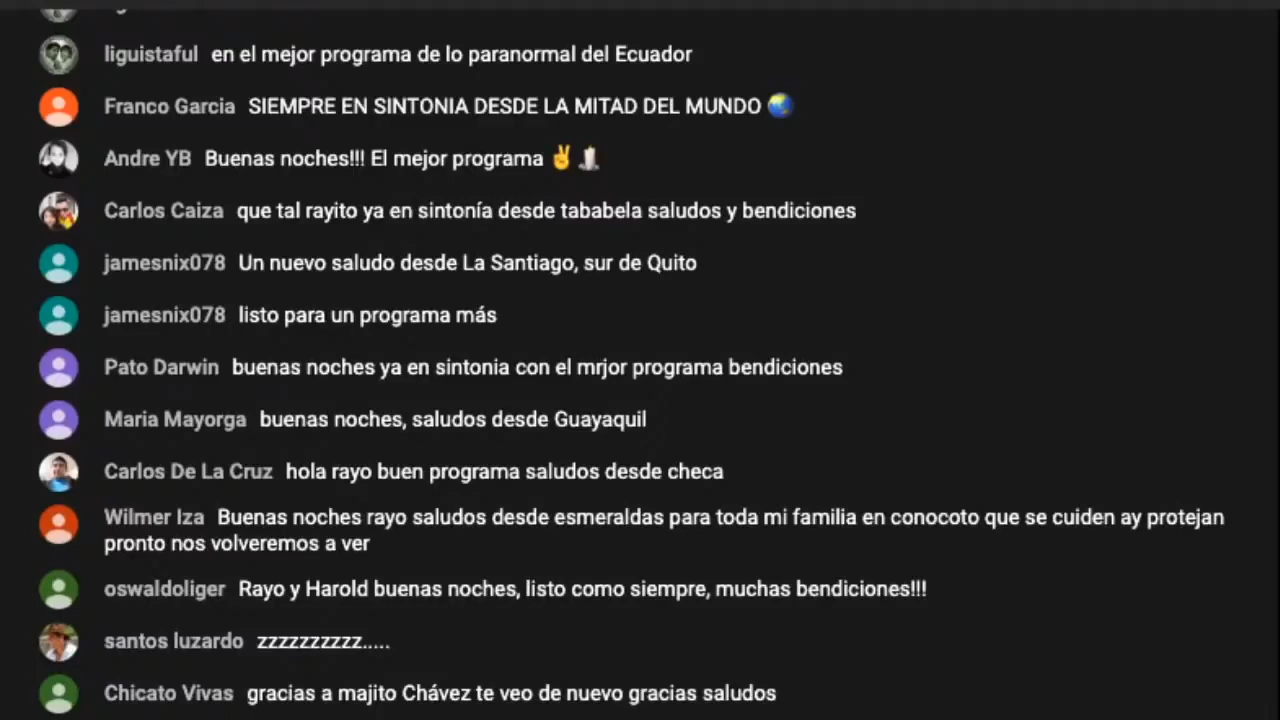 liguistaful en el mejor programa de lo paranormal del Ecuador
Franco Garcia SIEMPRE EN SINTONIA DESDE LA MITAD DEL MUNDO 🌏
Andre YB Buenas noches!!! El mejor programa ✌🕯
Carlos Caiza que tal rayito ya en sintonía desde tababela saludos y bendiciones
jamesnix078 Un nuevo saludo desde La Santiago, sur de Quito
jamesnix078 listo para un programa más
Pato Darwin buenas noches ya en sintonia con el mrjor programa bendiciones
Maria Mayorga buenas noches, saludos desde Guayaquil
Carlos De La Cruz hola rayo buen programa saludos desde checa
Wilmer Iza Buenas noches rayo saludos desde esmeraldas para toda mi familia en conocoto que se cuiden ay protejan
pronto nos volveremos a ver
oswaldoliger Rayo y Harold buenas noches, listo como siempre, muchas bendiciones!!!
santos luzardo zzzzzzzzzz.....
Chicato Vivas gracias a majito Chávez te veo de nuevo gracias saludos